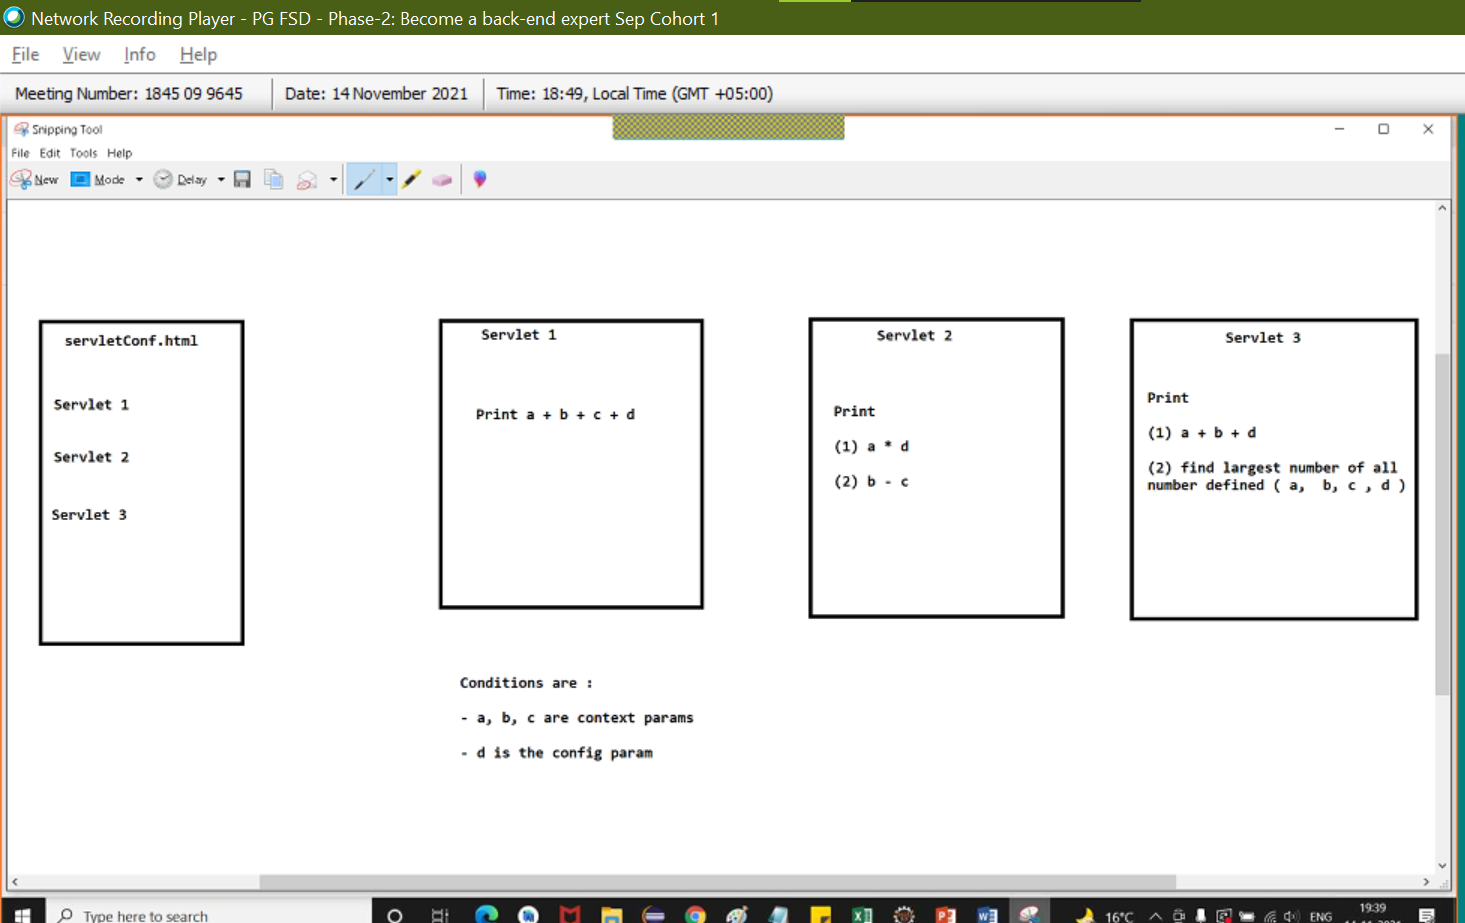 Network Recording Player - PG FSD - Phase-2: Become a back-end expert Sep Cohort 1
File View Info Help
Meeting Number: 1845 09 9645 Date: 14 November 2021 Time: 18:49, Local Time (GMT +05:00)
Snipping Tool
File Edit Tools Help
New Mode Delay
servletConf.html
Servlet 1
Servlet 2
Servlet 3
Servlet 1
Print a + b + c + d
Servlet 2
Print
(1) a * d
(2) b - c
Servlet 3
Print
(1) a + b + d
(2) find largest number of all
number defined ( a, b, c , d )
Conditions are :
- a, b, c are context params
- d is the config param
Type here to search
16°C
ENG
19:39